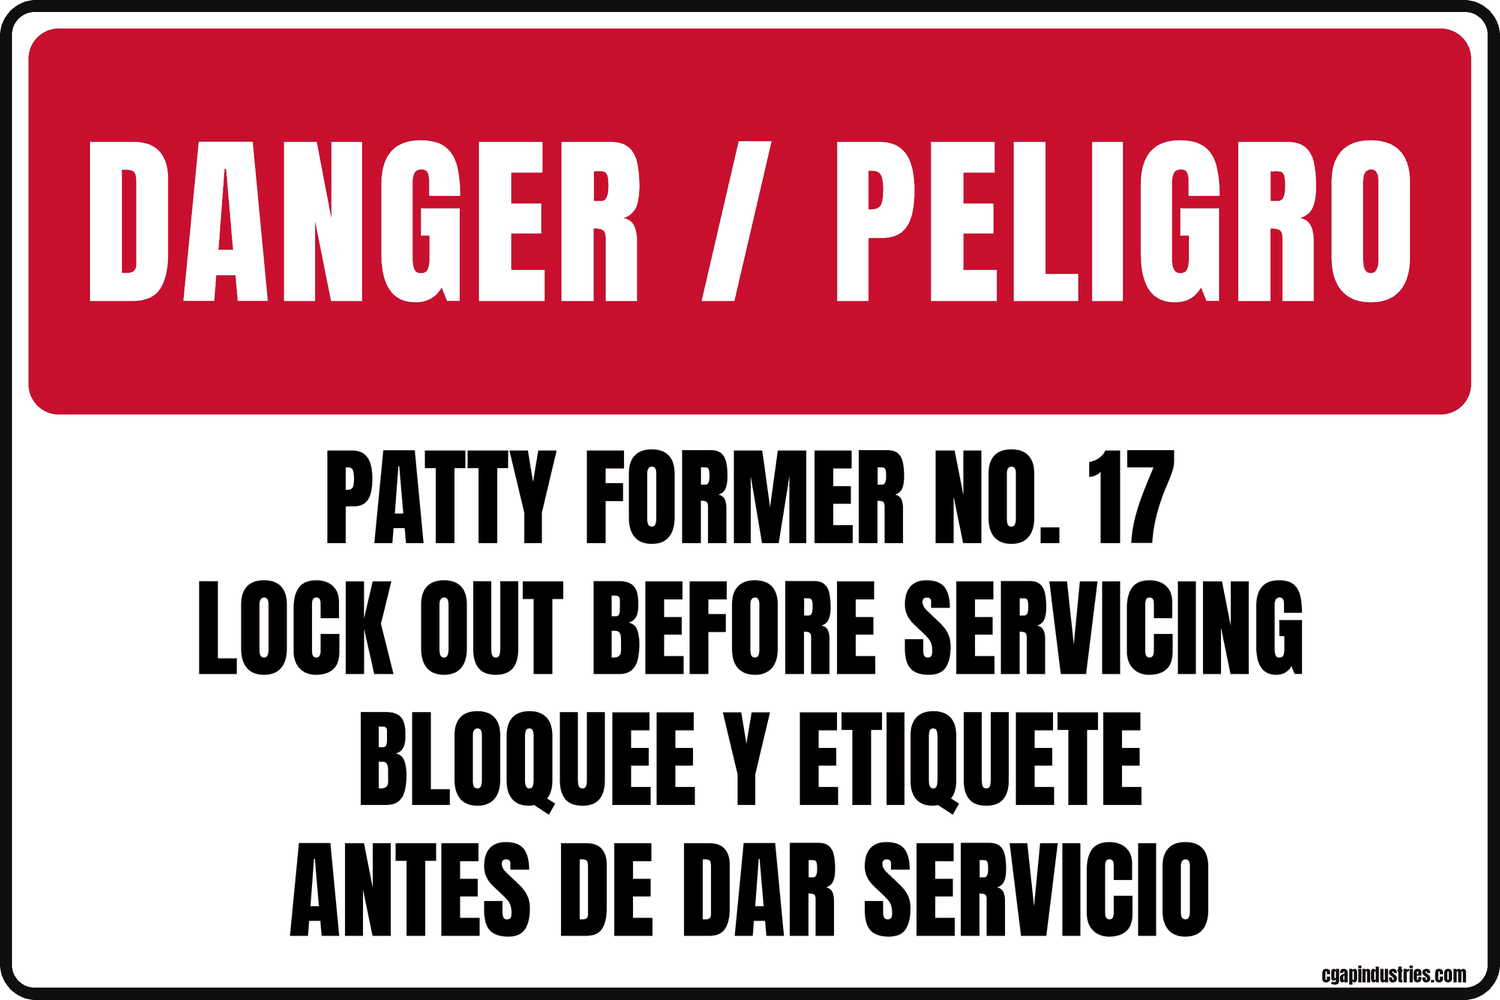 DANGER / PELIGRO
PATTY FORMER NO. 17
LOCK OUT BEFORE SERVICING
BLOQUEE Y ETIQUETE
ANTES DE DAR SERVICIO
cgapindustries.com